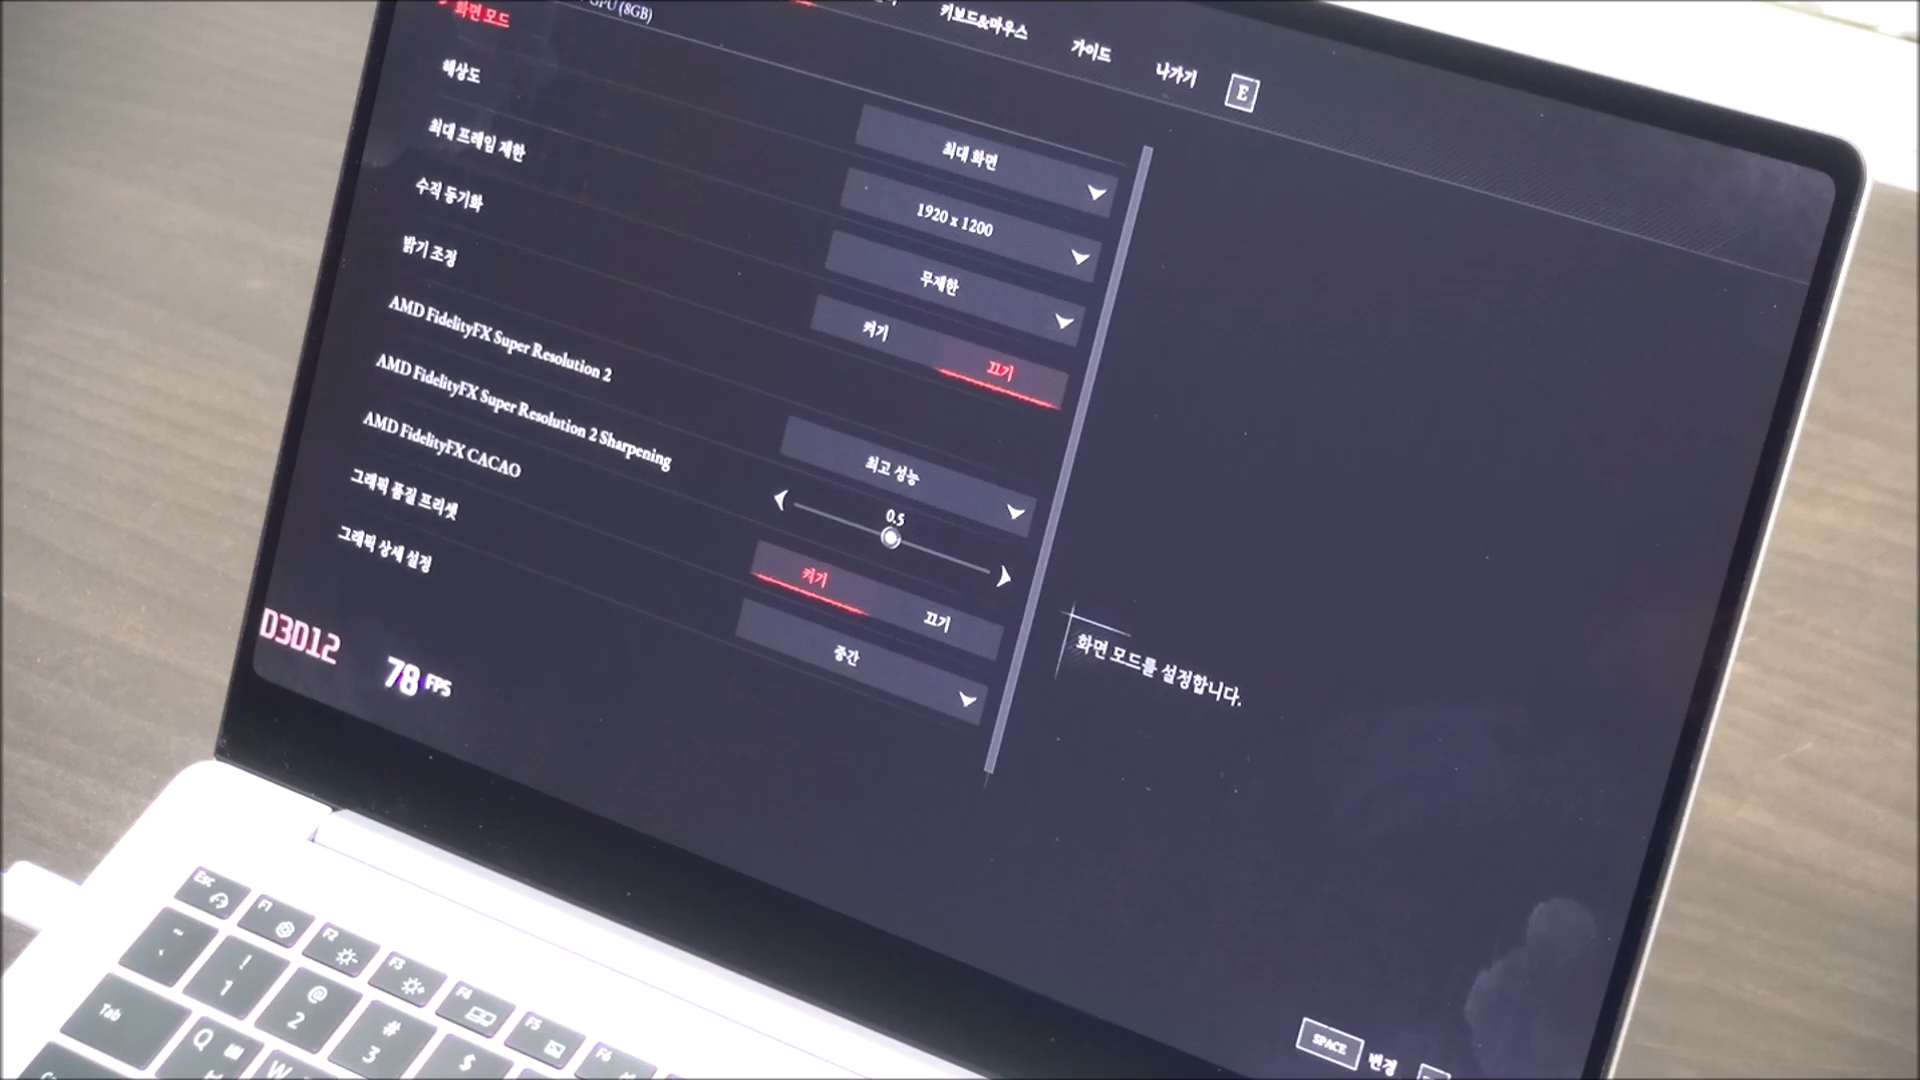 GPU (8GB)
키보드&마우스
가이드
나가기
E
화면 모드
최대 화면
해상도
1920 x 1200
최대 프레임 제한
무제한
수직 동기화
켜기
끄기
밝기 조정
AMD FidelityFX Super Resolution 2
최고 성능
AMD FidelityFX Super Resolution 2 Sharpening
0.5
AMD FidelityFX CACAO
켜기
끄기
그래픽 품질 프리셋
중간
그래픽 상세 설정
화면 모드를 설정합니다.
D3D12
78 FPS
SPACE
변경
Esc
F1
F2
F3
F4
F5
F6
~
!
1
@
2
#
3
$
Tab
Q
W